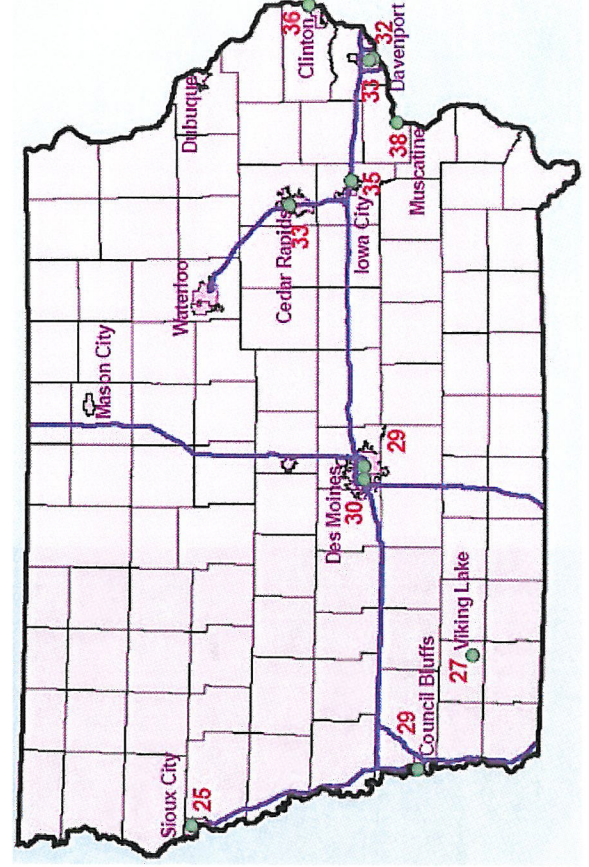 Mason City
Sioux City
25
Waterloo
Dubuque
Cedar Rapids
33
Clinton
36
Des Moines
30
29
Iowa City
35
33
32
Davenport
Muscatine
38
29
Council Bluffs
27
Viking Lake